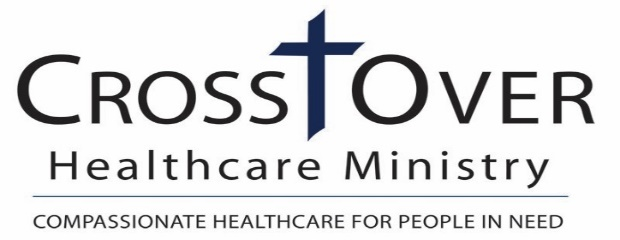 CROSSOVER
Healthcare Ministry
COMPASSIONATE HEALTHCARE FOR PEOPLE IN NEED